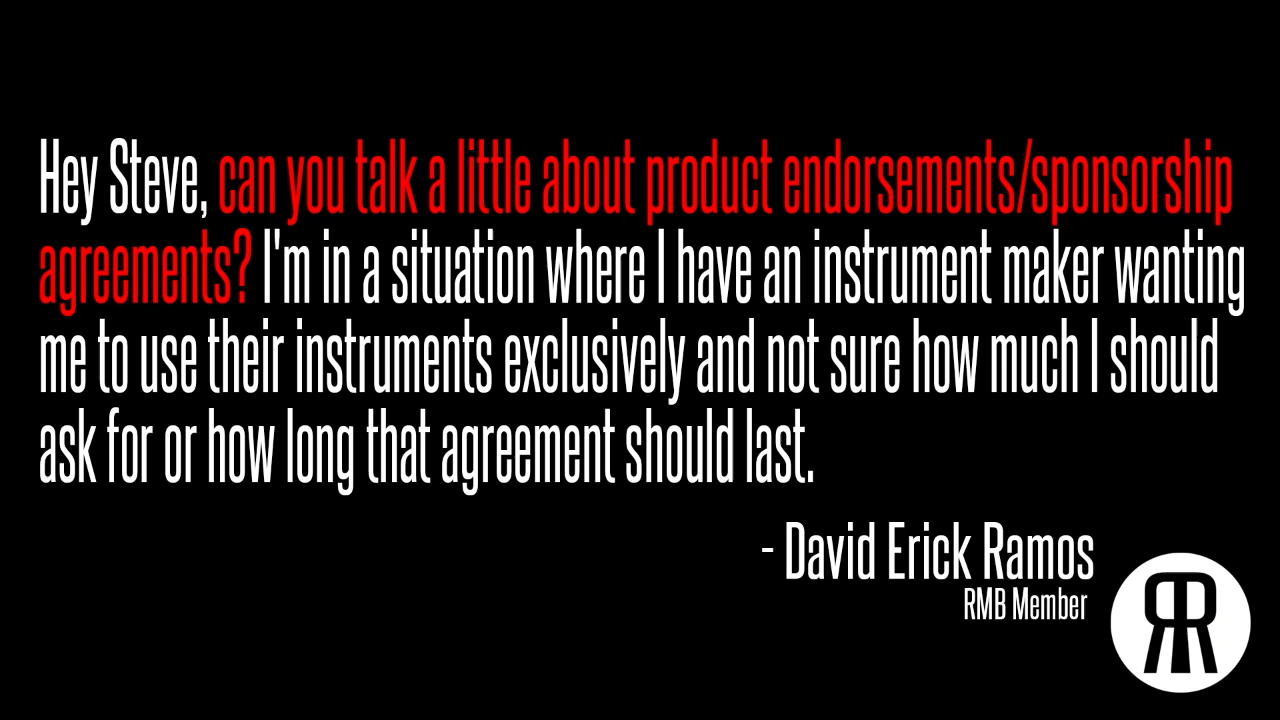 Hey Steve, can you talk a little about product endorsements/sponsorship
agreements? I'm in a situation where I have an instrument maker wanting
me to use their instruments exclusively and not sure how much I should
ask for or how long that agreement should last.
- David Erick Ramos
RMB Member